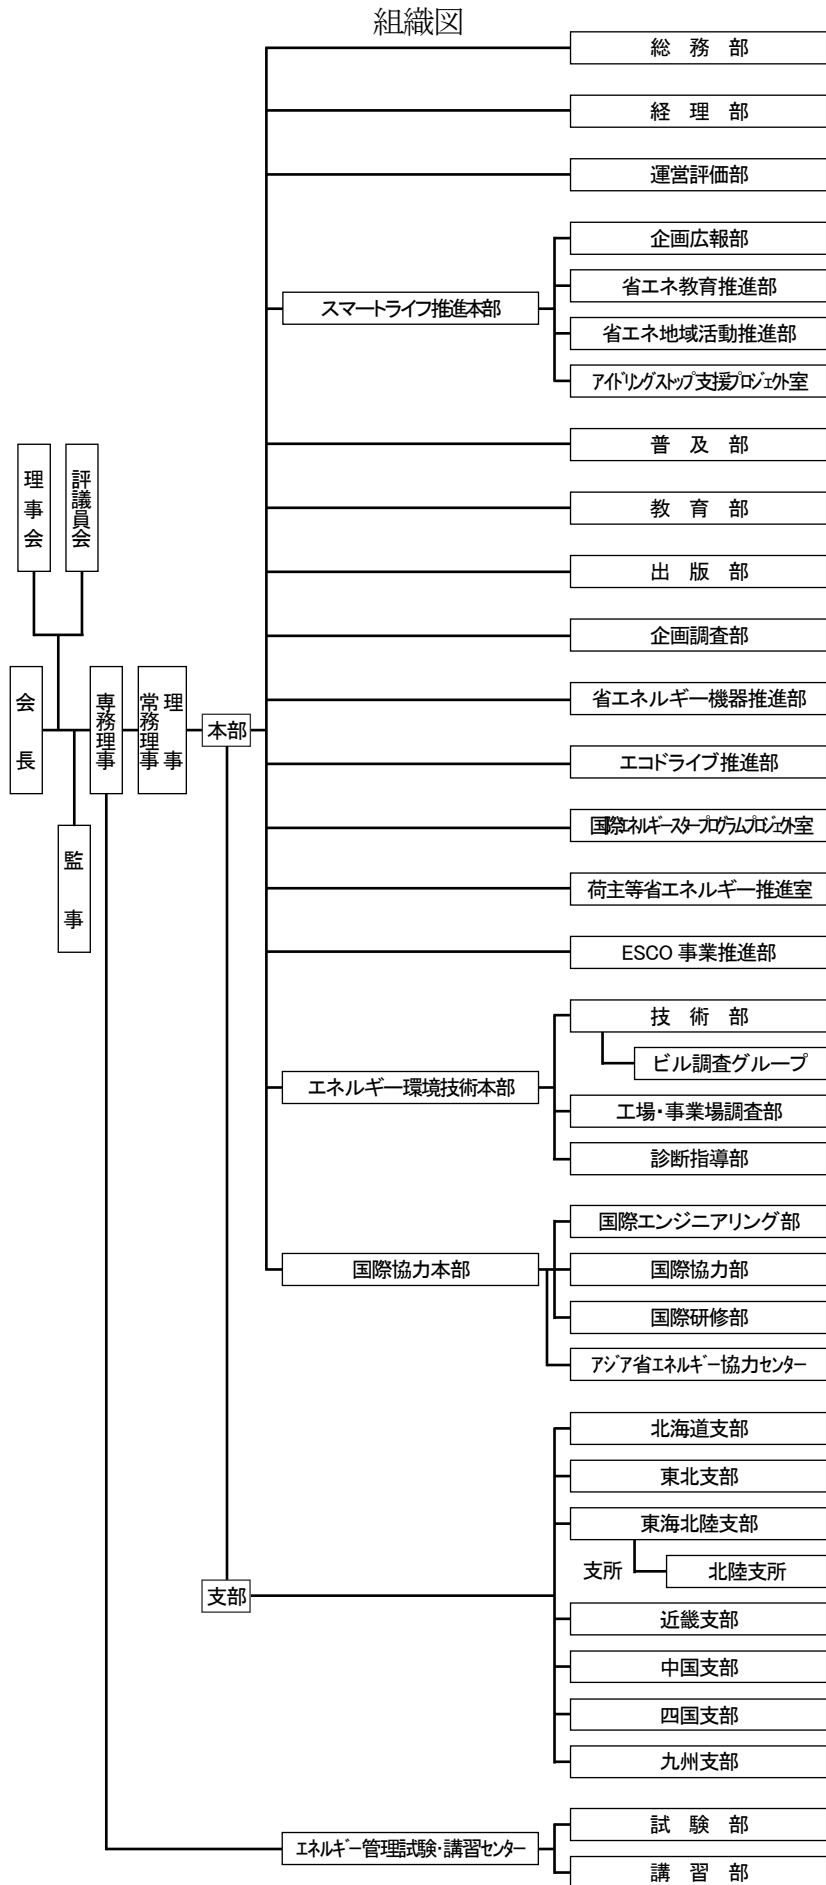 組織図
総務部
経理部
運営評価部
スマートライフ推進本部
企画広報部
省エネ教育推進部
省エネ地域活動推進部
アイドリングストップ支援プロジェクト室
普及部
教育部
出版部
企画調査部
理事会
評議員会
会長
専務理事
常務理事
理事
監事
本部
省エネルギー機器推進部
エコドライブ推進部
国際エネルギースタープログラムプロジェクト室
荷主等省エネルギー推進室
ESCO 事業推進部
エネルギー環境技術本部
技術部
ビル調査グループ
工場・事業場調査部
診断指導部
国際協力本部
国際エンジニアリング部
国際協力部
国際研修部
アジア省エネルギー協力センター
支部
北海道支部
東北支部
東海北陸支部
支所
北陸支所
近畿支部
中国支部
四国支部
九州支部
エネルギー管理試験・講習センター
試験部
講習部